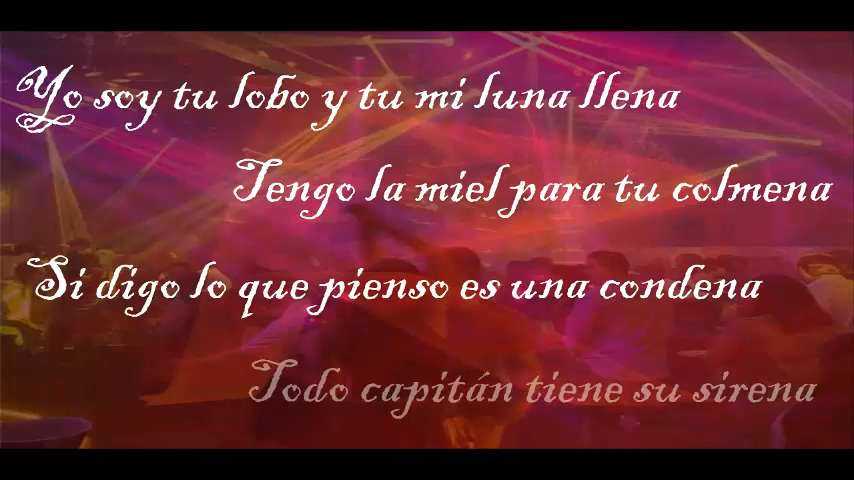 Yo soy tu lobo y tu mi luna llena
Tengo la miel para tu colmena
Si digo lo que pienso es una condena
Todo capitán tiene su sirena